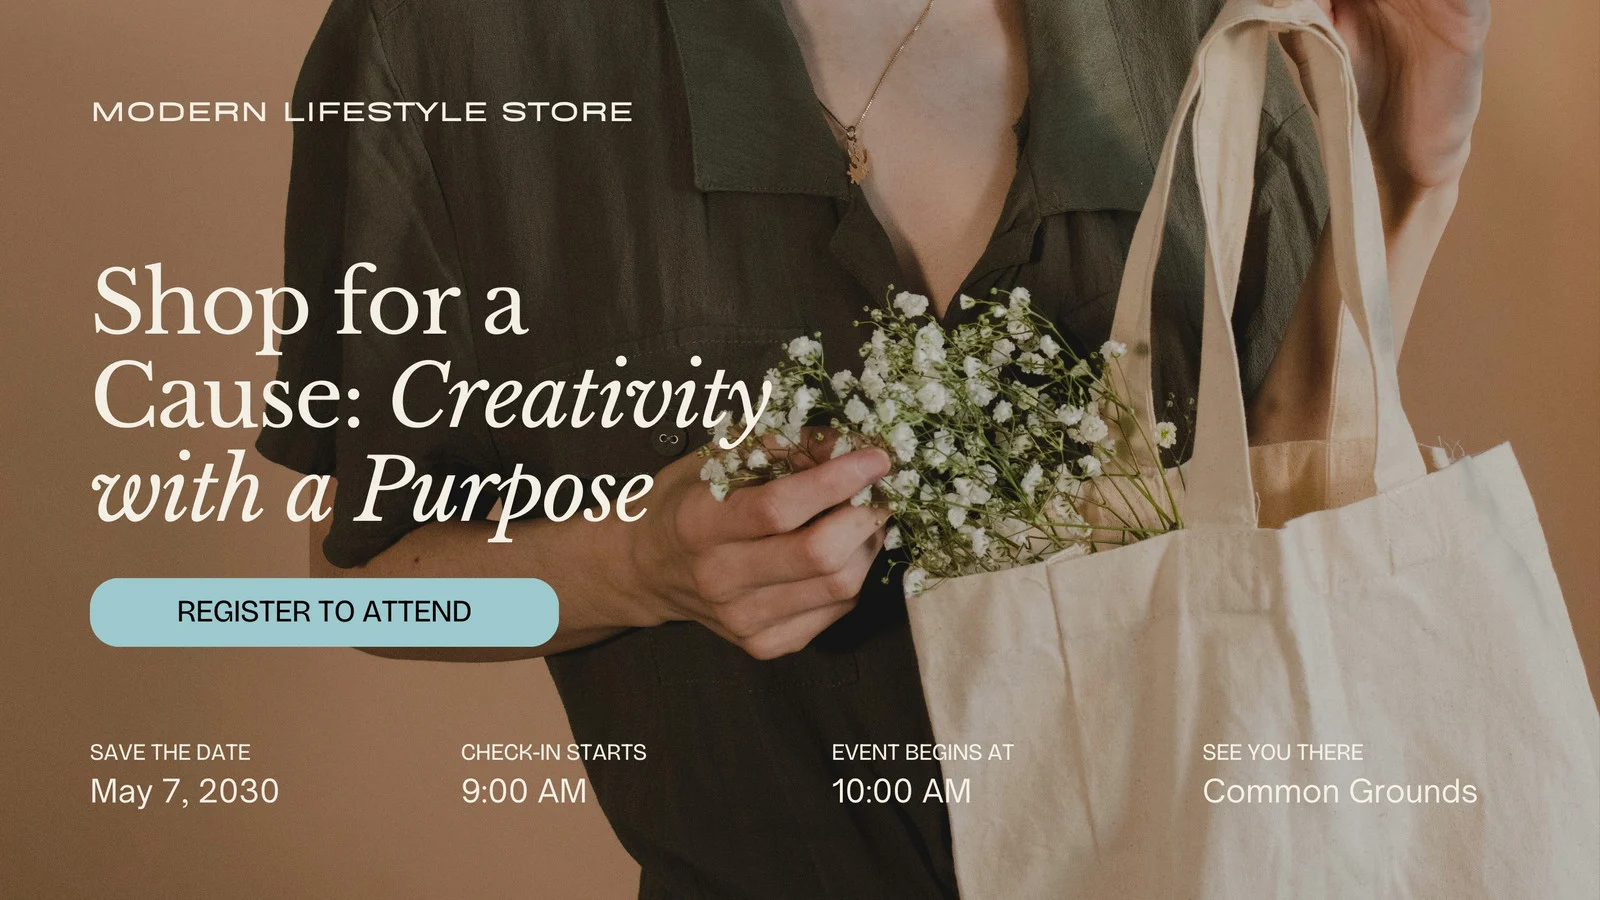 MODERN LIFESTYLE STORE
Shop for a
Cause: Creativity
with a Purpose
REGISTER TO ATTEND
SAVE THE DATE
May 7, 2030
CHECK-IN STARTS
9:00 AM
EVENT BEGINS AT
10:00 AM
SEE YOU THERE
Common Grounds